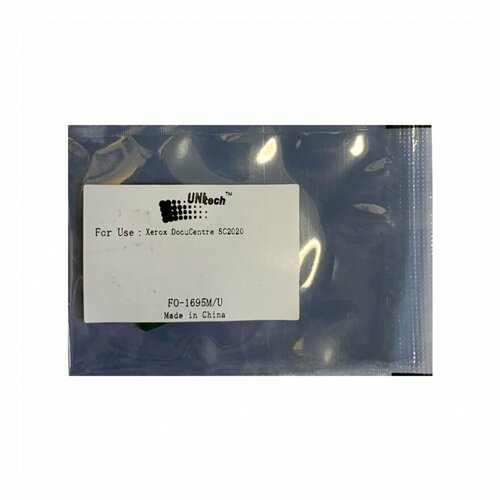 UNItech™
For Use : Xerox DocuCentre SC2020
FO-1695M/U
Made in China